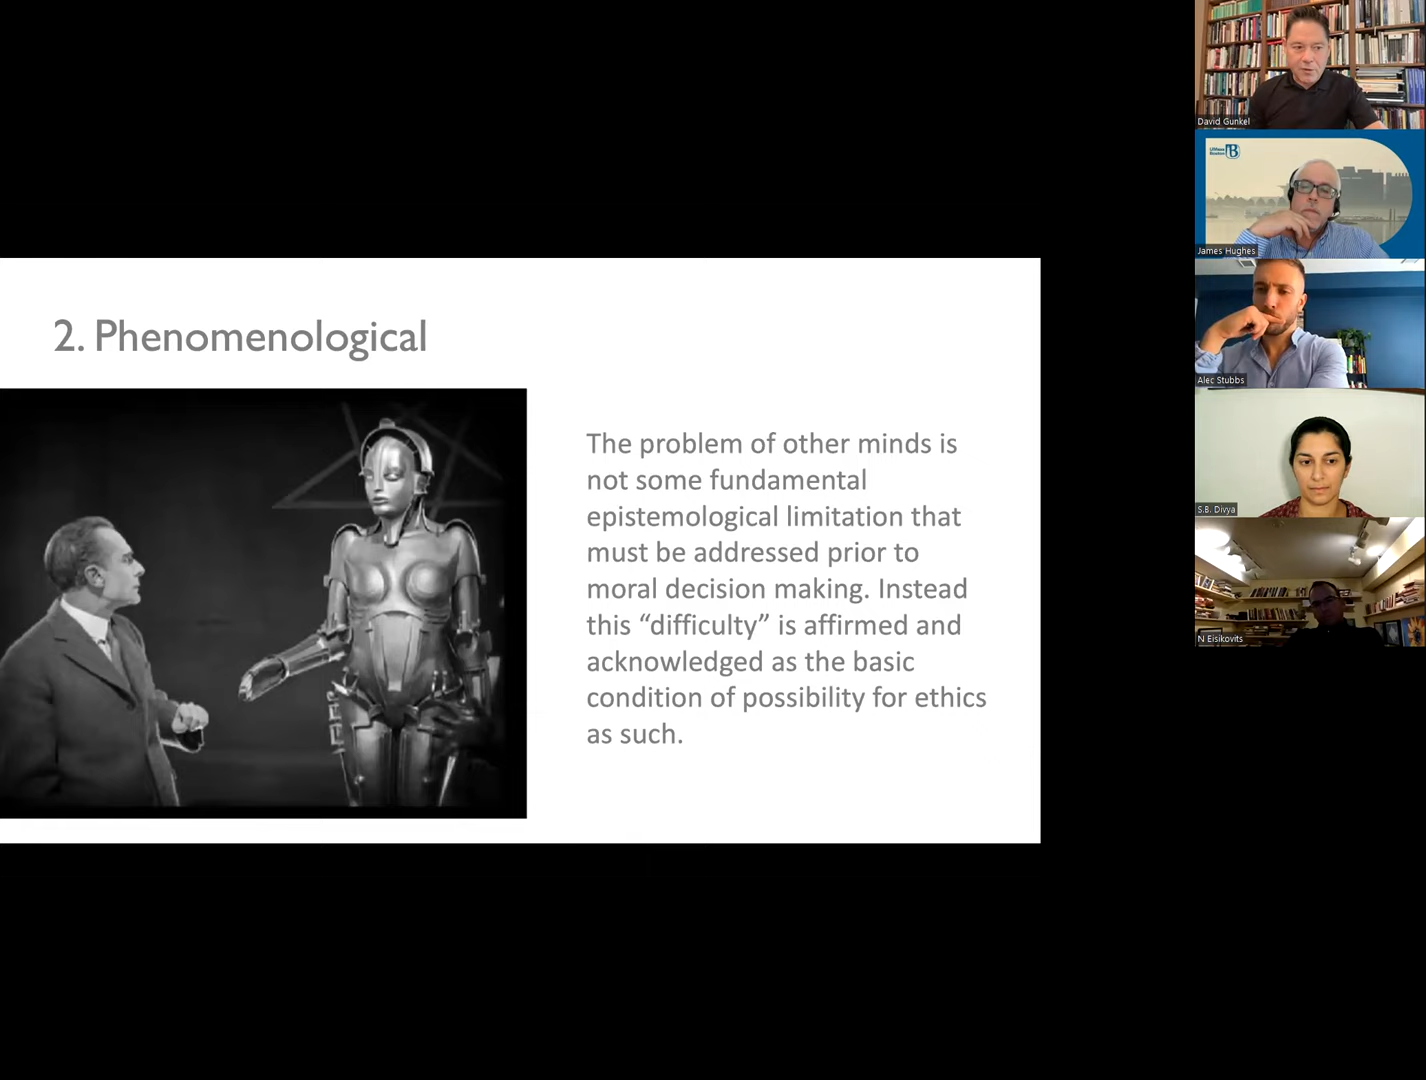 2. Phenomenological
The problem of other minds is
not some fundamental
epistemological limitation that
must be addressed prior to
moral decision making. Instead
this “difficulty” is affirmed and
acknowledged as the basic
condition of possibility for ethics
as such.
David Gunkel
UMass
Boston
B
James Hughes
Alec Stubbs
S.B. Divya
N Eisikovits